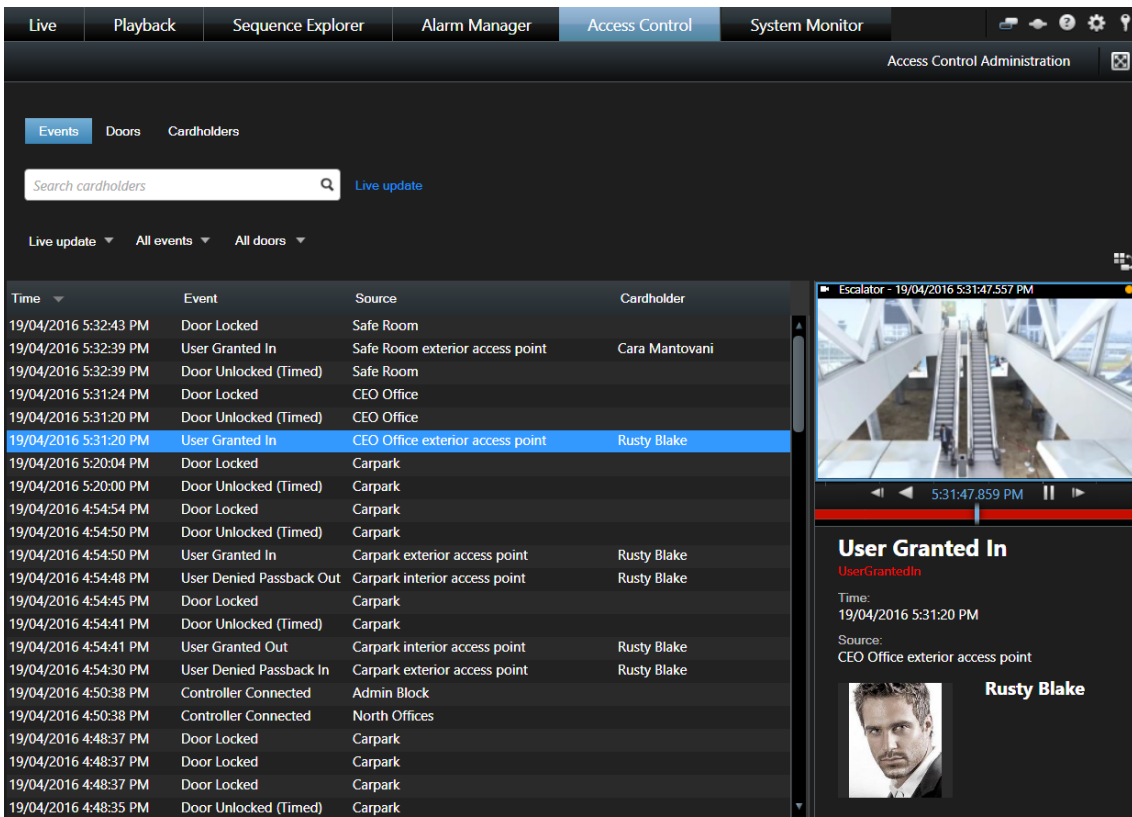 Live Playback Sequence Explorer Alarm Manager Access Control System Monitor
Access Control Administration
Events Doors Cardholders
Search cardholders Live update
Live update All events All doors
Time Event Source Cardholder
19/04/2016 5:32:43 PM Door Locked Safe Room
19/04/2016 5:32:39 PM User Granted In Safe Room exterior access point Cara Mantovani
19/04/2016 5:32:39 PM Door Unlocked (Timed) Safe Room
19/04/2016 5:31:24 PM Door Locked CEO Office
19/04/2016 5:31:20 PM Door Unlocked (Timed) CEO Office
19/04/2016 5:31:20 PM User Granted In CEO Office exterior access point Rusty Blake
19/04/2016 5:20:04 PM Door Locked Carpark
19/04/2016 5:20:00 PM Door Unlocked (Timed) Carpark
19/04/2016 4:54:54 PM Door Locked Carpark
19/04/2016 4:54:50 PM Door Unlocked (Timed) Carpark
19/04/2016 4:54:50 PM User Granted In Carpark exterior access point Rusty Blake
19/04/2016 4:54:48 PM User Denied Passback Out Carpark interior access point Rusty Blake
19/04/2016 4:54:45 PM Door Locked Carpark
19/04/2016 4:54:41 PM Door Unlocked (Timed) Carpark
19/04/2016 4:54:41 PM User Granted Out Carpark interior access point Rusty Blake
19/04/2016 4:54:30 PM User Denied Passback In Carpark exterior access point Rusty Blake
19/04/2016 4:50:38 PM Controller Connected Admin Block
19/04/2016 4:50:38 PM Controller Connected North Offices
19/04/2016 4:48:37 PM Door Locked Carpark
19/04/2016 4:48:37 PM Door Locked Carpark
19/04/2016 4:48:37 PM Door Locked Carpark
19/04/2016 4:48:35 PM Door Unlocked (Timed) Carpark
Escalator - 19/04/2016 5:31:47.557 PM
5:31:47.859 PM
User Granted In
UserGrantedIn
Time:
19/04/2016 5:31:20 PM
Source:
CEO Office exterior access point
Rusty Blake